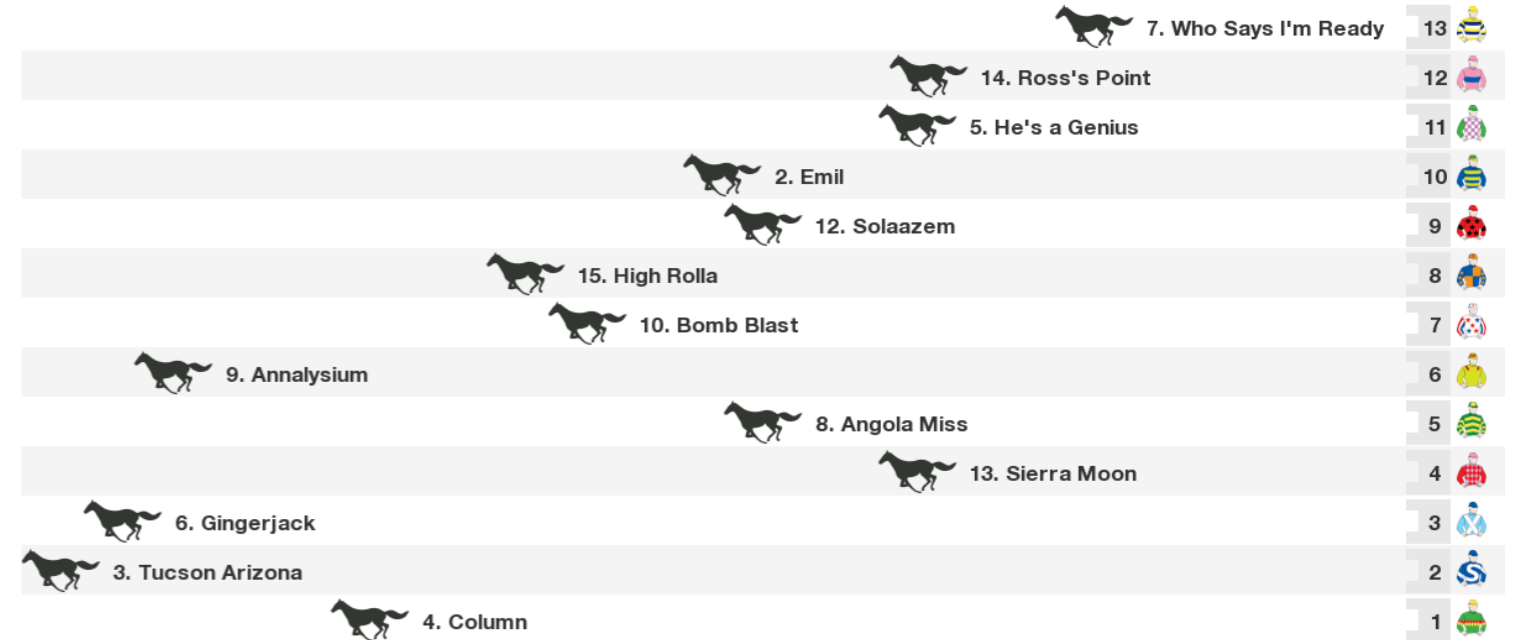 7. Who Says I'm Ready 13
14. Ross's Point 12
5. He's a Genius 11
2. Emil 10
12. Solaazem 9
15. High Rolla 8
10. Bomb Blast 7
9. Annalysium 6
8. Angola Miss 5
13. Sierra Moon 4
6. Gingerjack 3
3. Tucson Arizona 2
4. Column 1